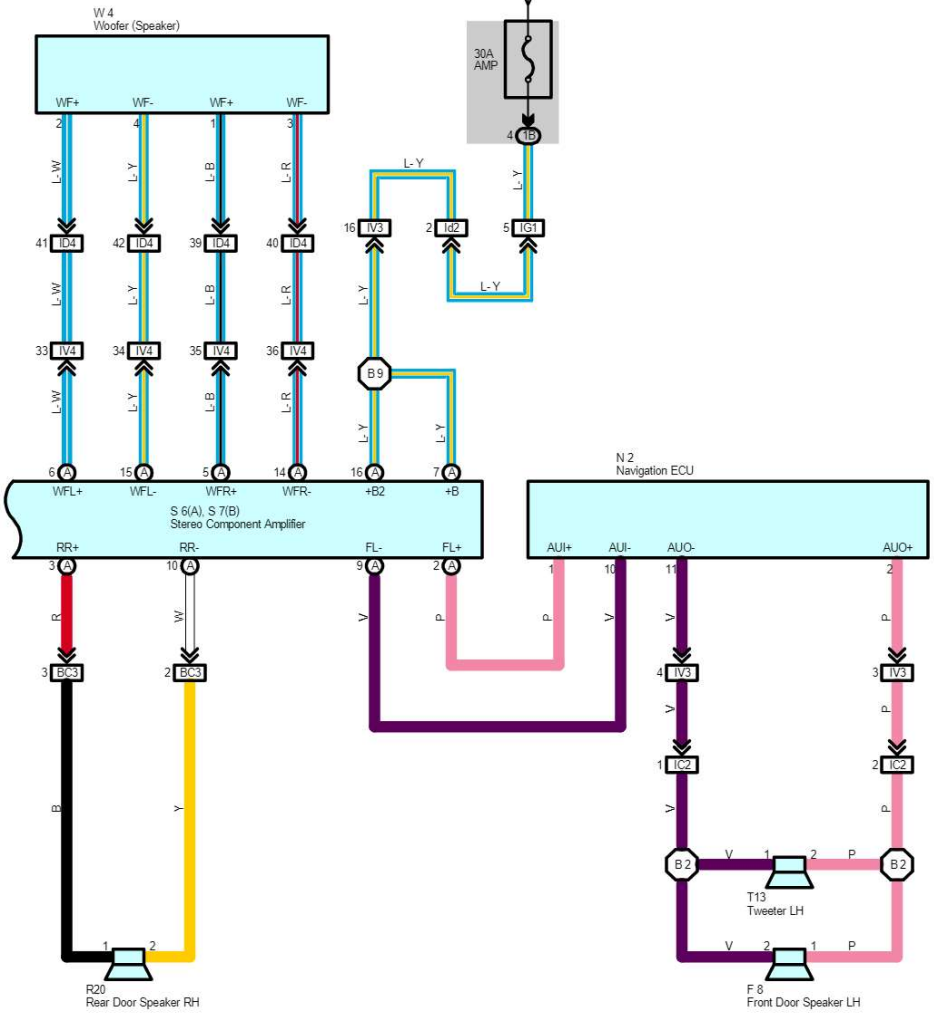 W 4
Woofer (Speaker)
30A
AMP
WF+ WF- WF+ WF-
2 4 1 3
4 1B
L-W L-Y L-B L-R
L-Y
L-Y
41 ID4 42 ID4 39 ID4 40 ID4
16 IV3 2 Id2 5 IG1
L-W L-Y L-B L-R
L-Y
L-Y
33 IV4 34 IV4 35 IV4 36 IV4
B 9
L-W L-Y L-B L-R
L-Y L-Y
6 A 15 A 5 A 14 A 16 A 7 A
WFL+ WFL- WFR+ WFR- +B2 +B
S 6(A), S 7(B)
Stereo Component Amplifier
N 2
Navigation ECU
RR+ RR- FL- FL+
AUI+ AUI- AUO- AUO+
3 A 10 A 9 A 2 A
1 10 11 2
R W V P P V V P
3 BC3 2 BC3
4 IV3 3 IV3
V P
1 IC2 2 IC2
B Y V P
B 2 V 1 2 P B 2
T13
Tweeter LH
1 2
V 2 1 P
R20
Rear Door Speaker RH
F 8
Front Door Speaker LH